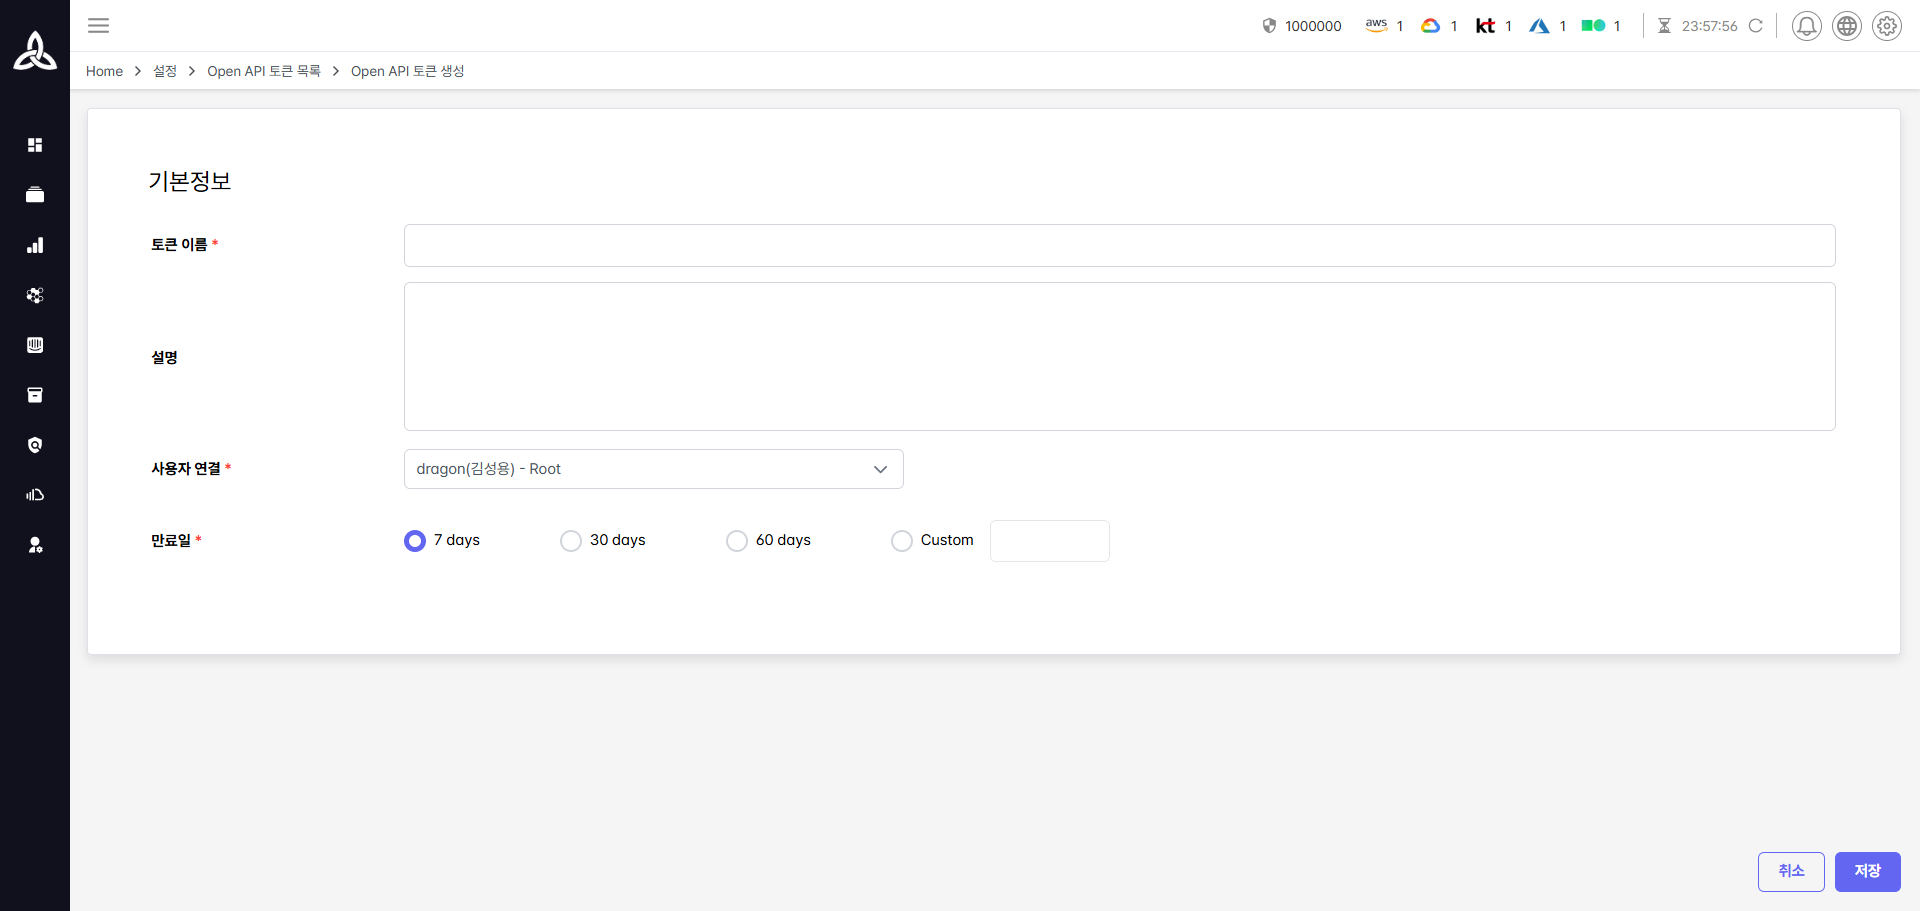 1000000 aws 1 1 kt 1 1 1 23:57:56
Home > 설정 > Open API 토큰 목록 > Open API 토큰 생성
기본정보
토큰 이름 *
설명
사용자 연결 * dragon(김성용) - Root
만료일 * 7 days 30 days 60 days Custom
취소 저장